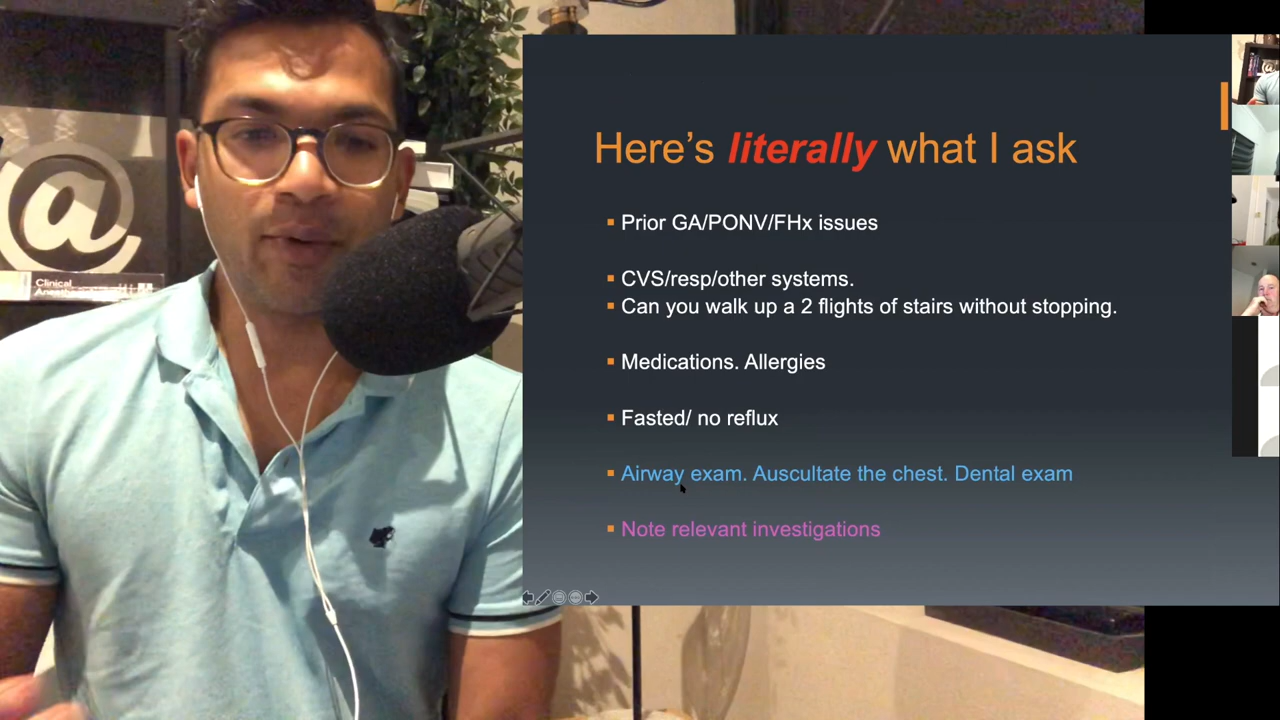 Here's literally what I ask
Prior GA/PONV/FHx issues
CVS/resp/other systems.
Can you walk up a 2 flights of stairs without stopping.
Medications. Allergies
Fasted/ no reflux
Airway exam. Auscultate the chest. Dental exam
Note relevant investigations
@
Clinical